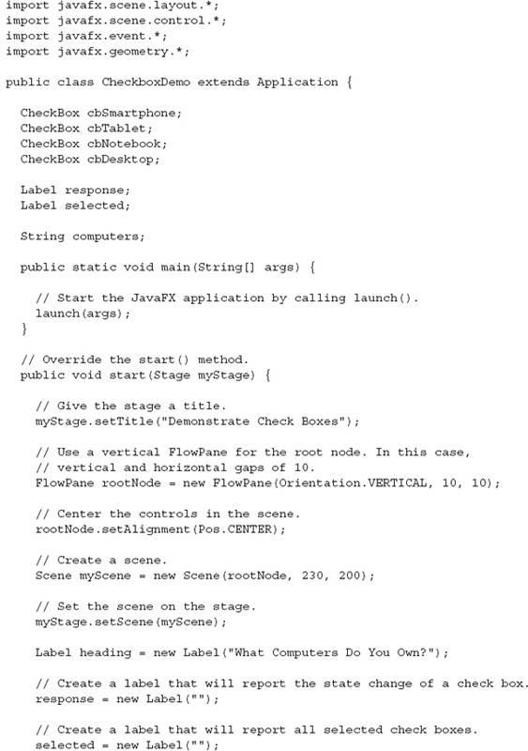 import javafx.scene.layout.*;
import javafx.scene.control.*;
import javafx.event.*;
import javafx.geometry.*;

public class CheckboxDemo extends Application {

  CheckBox cbSmartphone;
  CheckBox cbTablet;
  CheckBox cbNotebook;
  CheckBox cbDesktop;

  Label response;
  Label selected;

  String computers;

  public static void main(String[] args) {

    // Start the JavaFX application by calling launch().
    launch(args);
  }

  // Override the start() method.
  public void start(Stage myStage) {

    // Give the stage a title.
    myStage.setTitle("Demonstrate Check Boxes");

    // Use a vertical FlowPane for the root node. In this case,
    // vertical and horizontal gaps of 10.
    FlowPane rootNode = new FlowPane(Orientation.VERTICAL, 10, 10);

    // Center the controls in the scene.
    rootNode.setAlignment(Pos.CENTER);

    // Create a scene.
    Scene myScene = new Scene(rootNode, 230, 200);

    // Set the scene on the stage.
    myStage.setScene(myScene);

    Label heading = new Label("What Computers Do You Own?");

    // Create a label that will report the state change of a check box.
    response = new Label("");

    // Create a label that will report all selected check boxes.
    selected = new Label("");